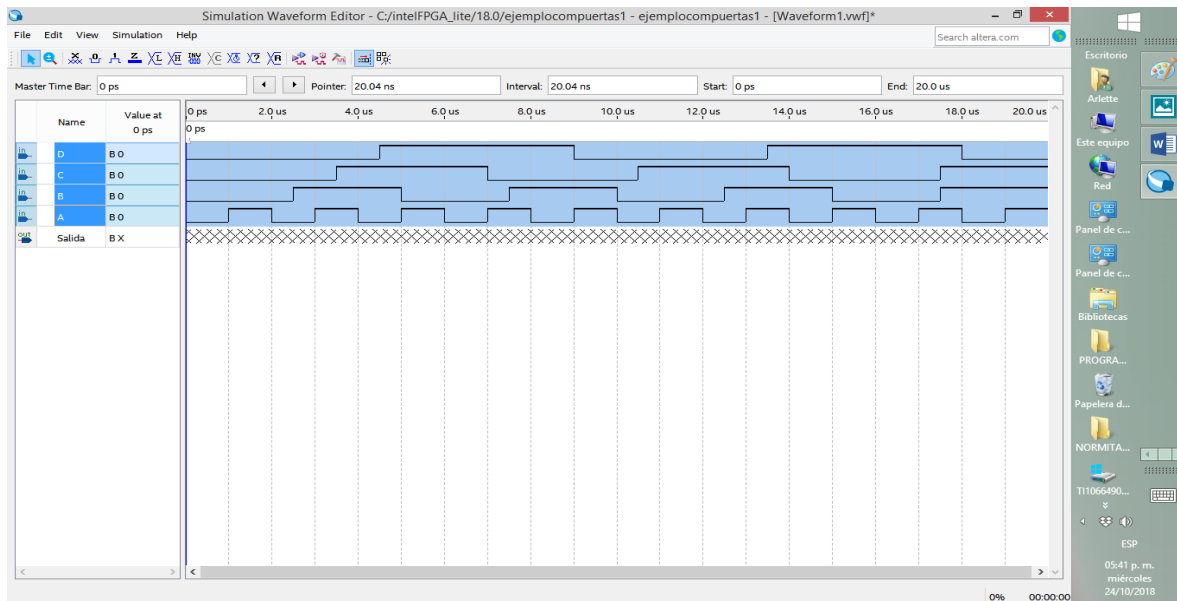 Simulation Waveform Editor - C:/intelFPGA_lite/18.0/ejemplocompuertas1 - ejemplocompuertas1 - [Waveform1.vwf]*
File Edit View Simulation Help
Search altera.com
Master Time Bar: 0 ps
Pointer: 20.04 ns
Interval: 20.04 ns
Start: 0 ps
End: 20.0 us
Name
Value at
0 ps
0 ps 2.0 us 4.0 us 6.0 us 8.0 us 10.0 us 12.0 us 14.0 us 16.0 us 18.0 us 20.0 us
0 ps
in D B 0
in C B 0
in B B 0
in A B 0
out Salida B X
0% 00:00:00
Escritorio
Arlette
Este equipo
Red
Panel de c...
Panel de c...
Bibliotecas
PROGRA...
Papelera d...
NORMITA...
TI1066490...
ESP
05:41 p. m.
miércoles
24/10/2018